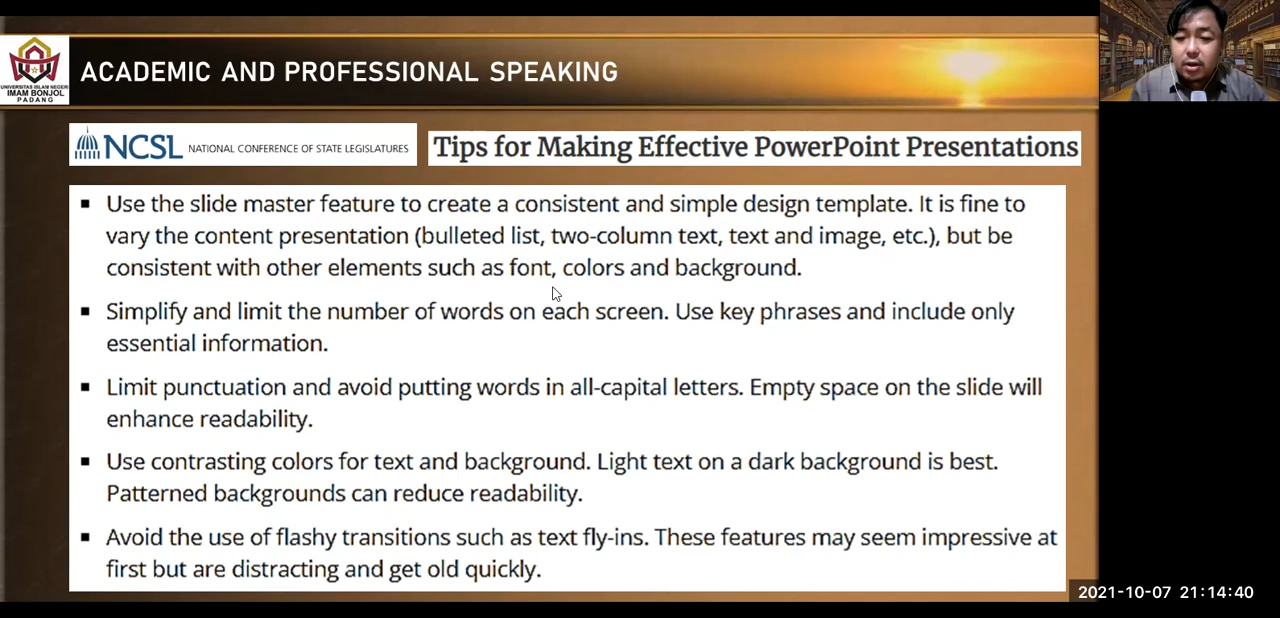 UNIVERSITAS ISLAM NEGERI
IMAM BONJOL
PADANG
ACADEMIC AND PROFESSIONAL SPEAKING
NCSL NATIONAL CONFERENCE OF STATE LEGISLATURES
Tips for Making Effective PowerPoint Presentations
▪ Use the slide master feature to create a consistent and simple design template. It is fine to
vary the content presentation (bulleted list, two-column text, text and image, etc.), but be
consistent with other elements such as font, colors and background.
▪ Simplify and limit the number of words on each screen. Use key phrases and include only
essential information.
▪ Limit punctuation and avoid putting words in all-capital letters. Empty space on the slide will
enhance readability.
▪ Use contrasting colors for text and background. Light text on a dark background is best.
Patterned backgrounds can reduce readability.
▪ Avoid the use of flashy transitions such as text fly-ins. These features may seem impressive at
first but are distracting and get old quickly.
2021-10-07 21:14:40